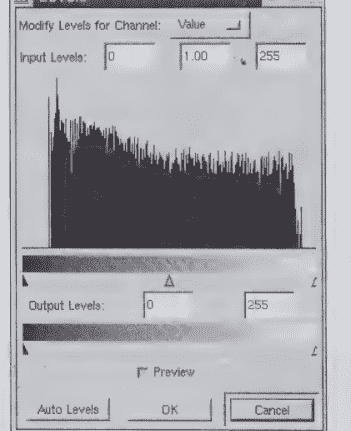 Modify Levels for Channel: Value
Input Levels: 0 1.00 255
Output Levels: 0 255
Preview
Auto Levels OK Cancel